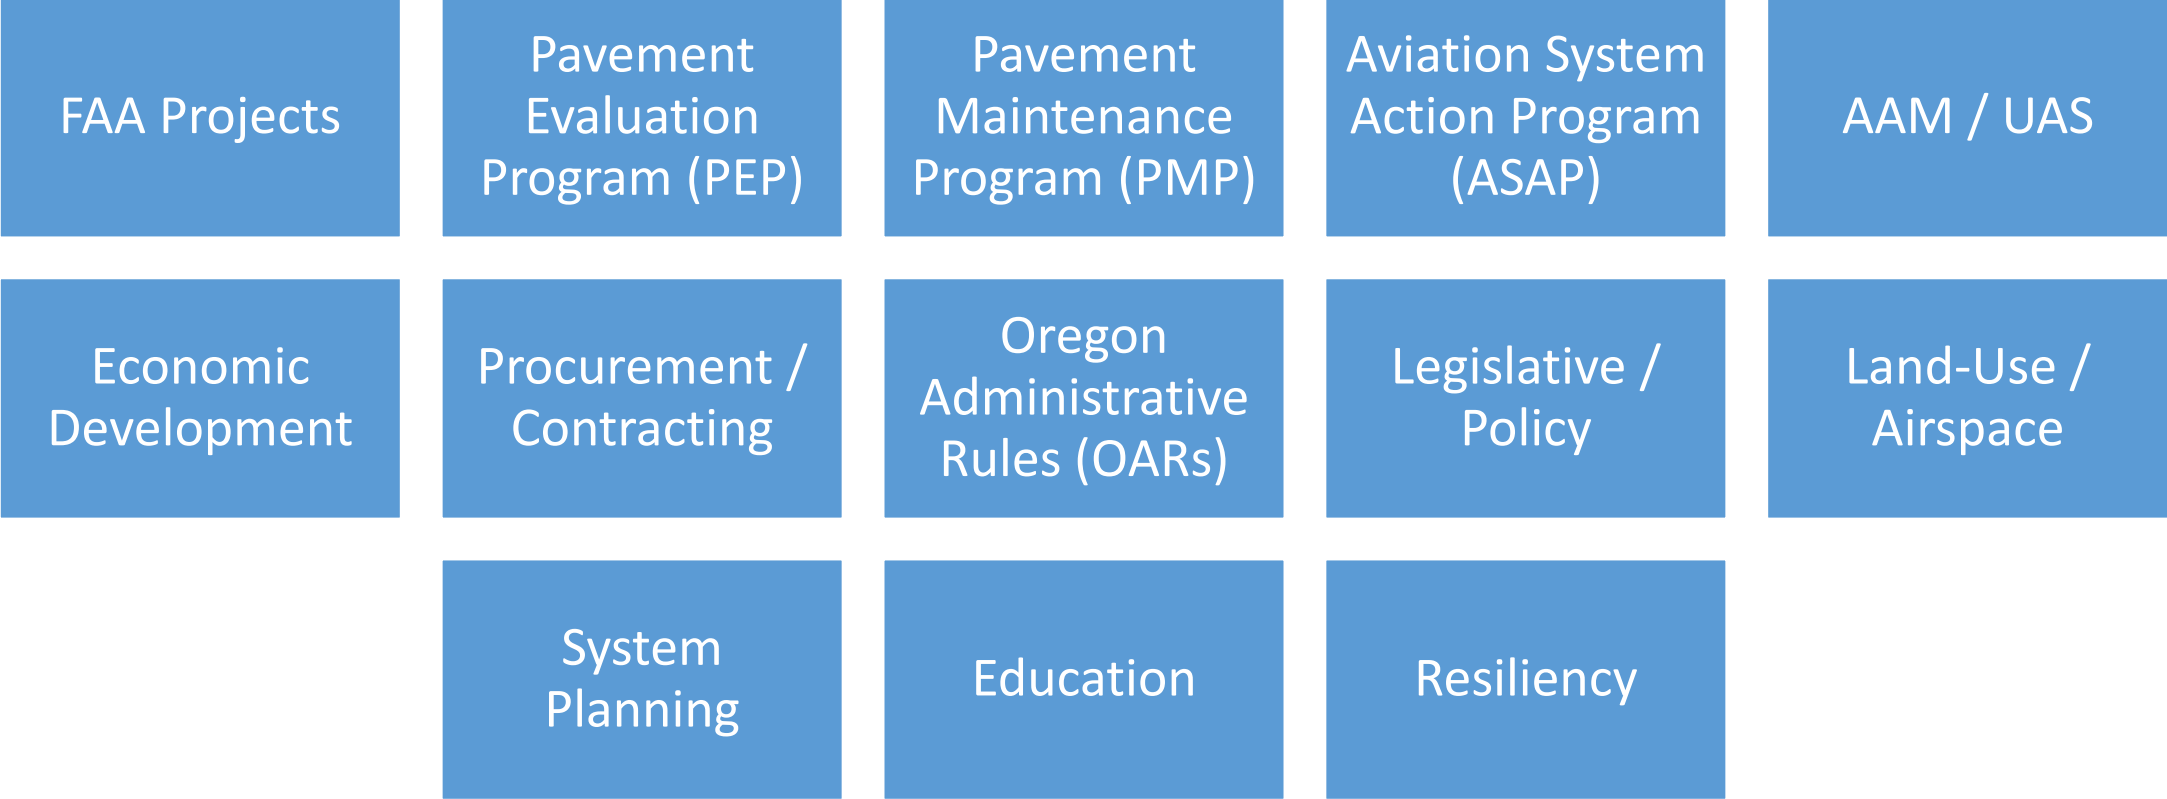 FAA Projects
Pavement
Evaluation
Program (PEP)
Pavement
Maintenance
Program (PMP)
Aviation System
Action Program
(ASAP)
AAM / UAS
Economic
Development
Procurement /
Contracting
Oregon
Administrative
Rules (OARs)
Legislative /
Policy
Land-Use /
Airspace
System
Planning
Education
Resiliency